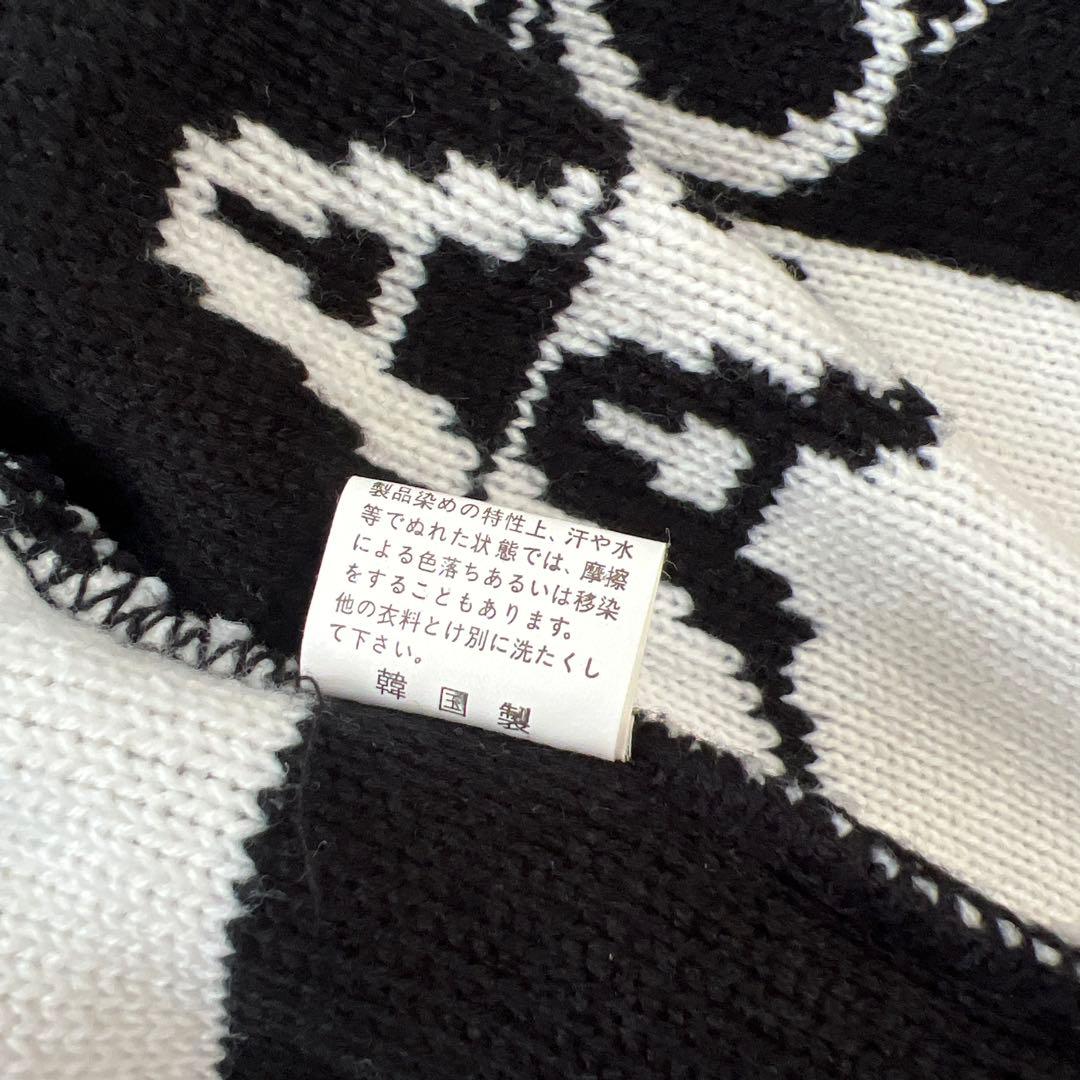 製品染めの特性上、汗や水
等でぬれた状態では、摩擦
による色落ちあるいは移染
をすることもあります。
他の衣料とけ別に洗たくし
て下さい。
韓国製